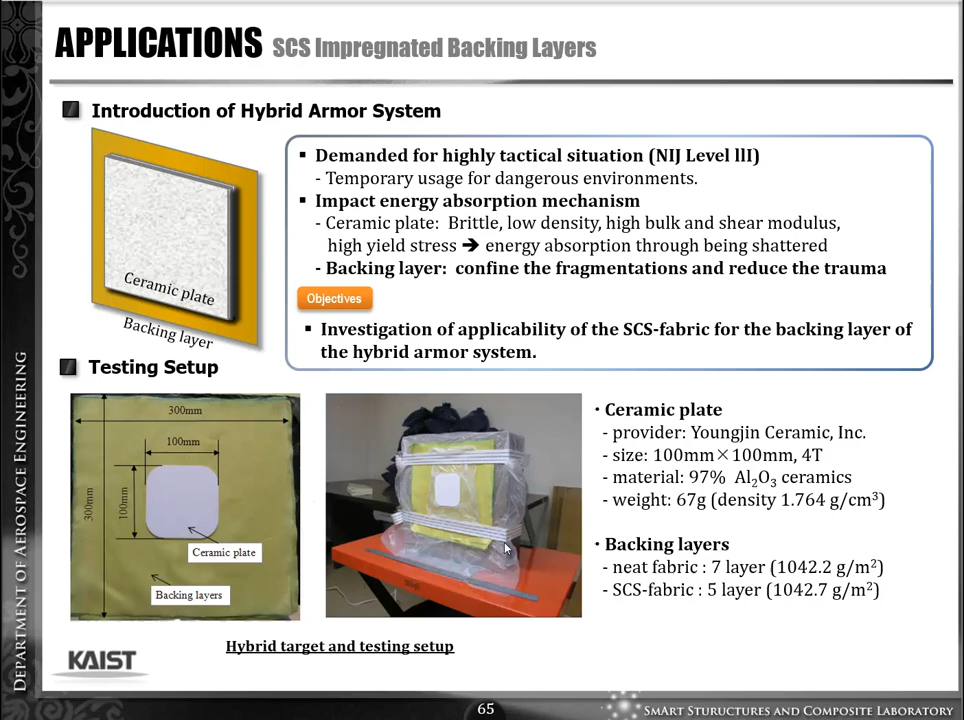 APPLICATIONS SCS Impregnated Backing Layers
Introduction of Hybrid Armor System
Ceramic plate
Backing layer
▪ Demanded for highly tactical situation (NIJ Level llI)
- Temporary usage for dangerous environments.
▪ Impact energy absorption mechanism
- Ceramic plate: Brittle, low density, high bulk and shear modulus,
high yield stress ➔ energy absorption through being shattered
- Backing layer: confine the fragmentations and reduce the trauma
Objectives
▪ Investigation of applicability of the SCS-fabric for the backing layer of
the hybrid armor system.
Testing Setup
300mm
100mm
300mm
100mm
Ceramic plate
Backing layers
Hybrid target and testing setup
· Ceramic plate
- provider: Youngjin Ceramic, Inc.
- size: 100mm×100mm, 4T
- material: 97% Al₂O₃ ceramics
- weight: 67g (density 1.764 g/cm³)
· Backing layers
- neat fabric : 7 layer (1042.2 g/m²)
- SCS-fabric : 5 layer (1042.7 g/m²)
DEPARTMENT OF AEROSPACE ENGINEERING
KAIST
65
SMART STURUCTURES AND COMPOSITE LABORATORY